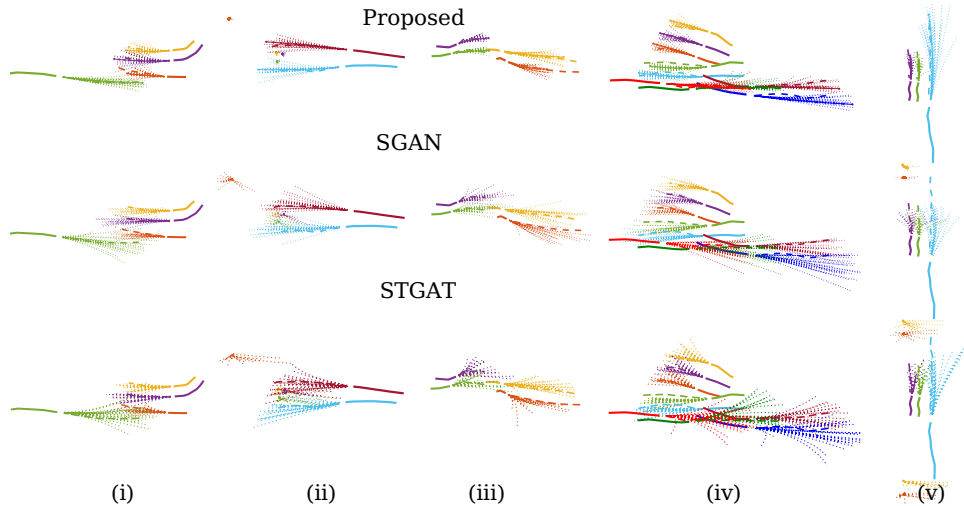 Proposed
SGAN
STGAT
(i) (ii) (iii) (iv) (v)